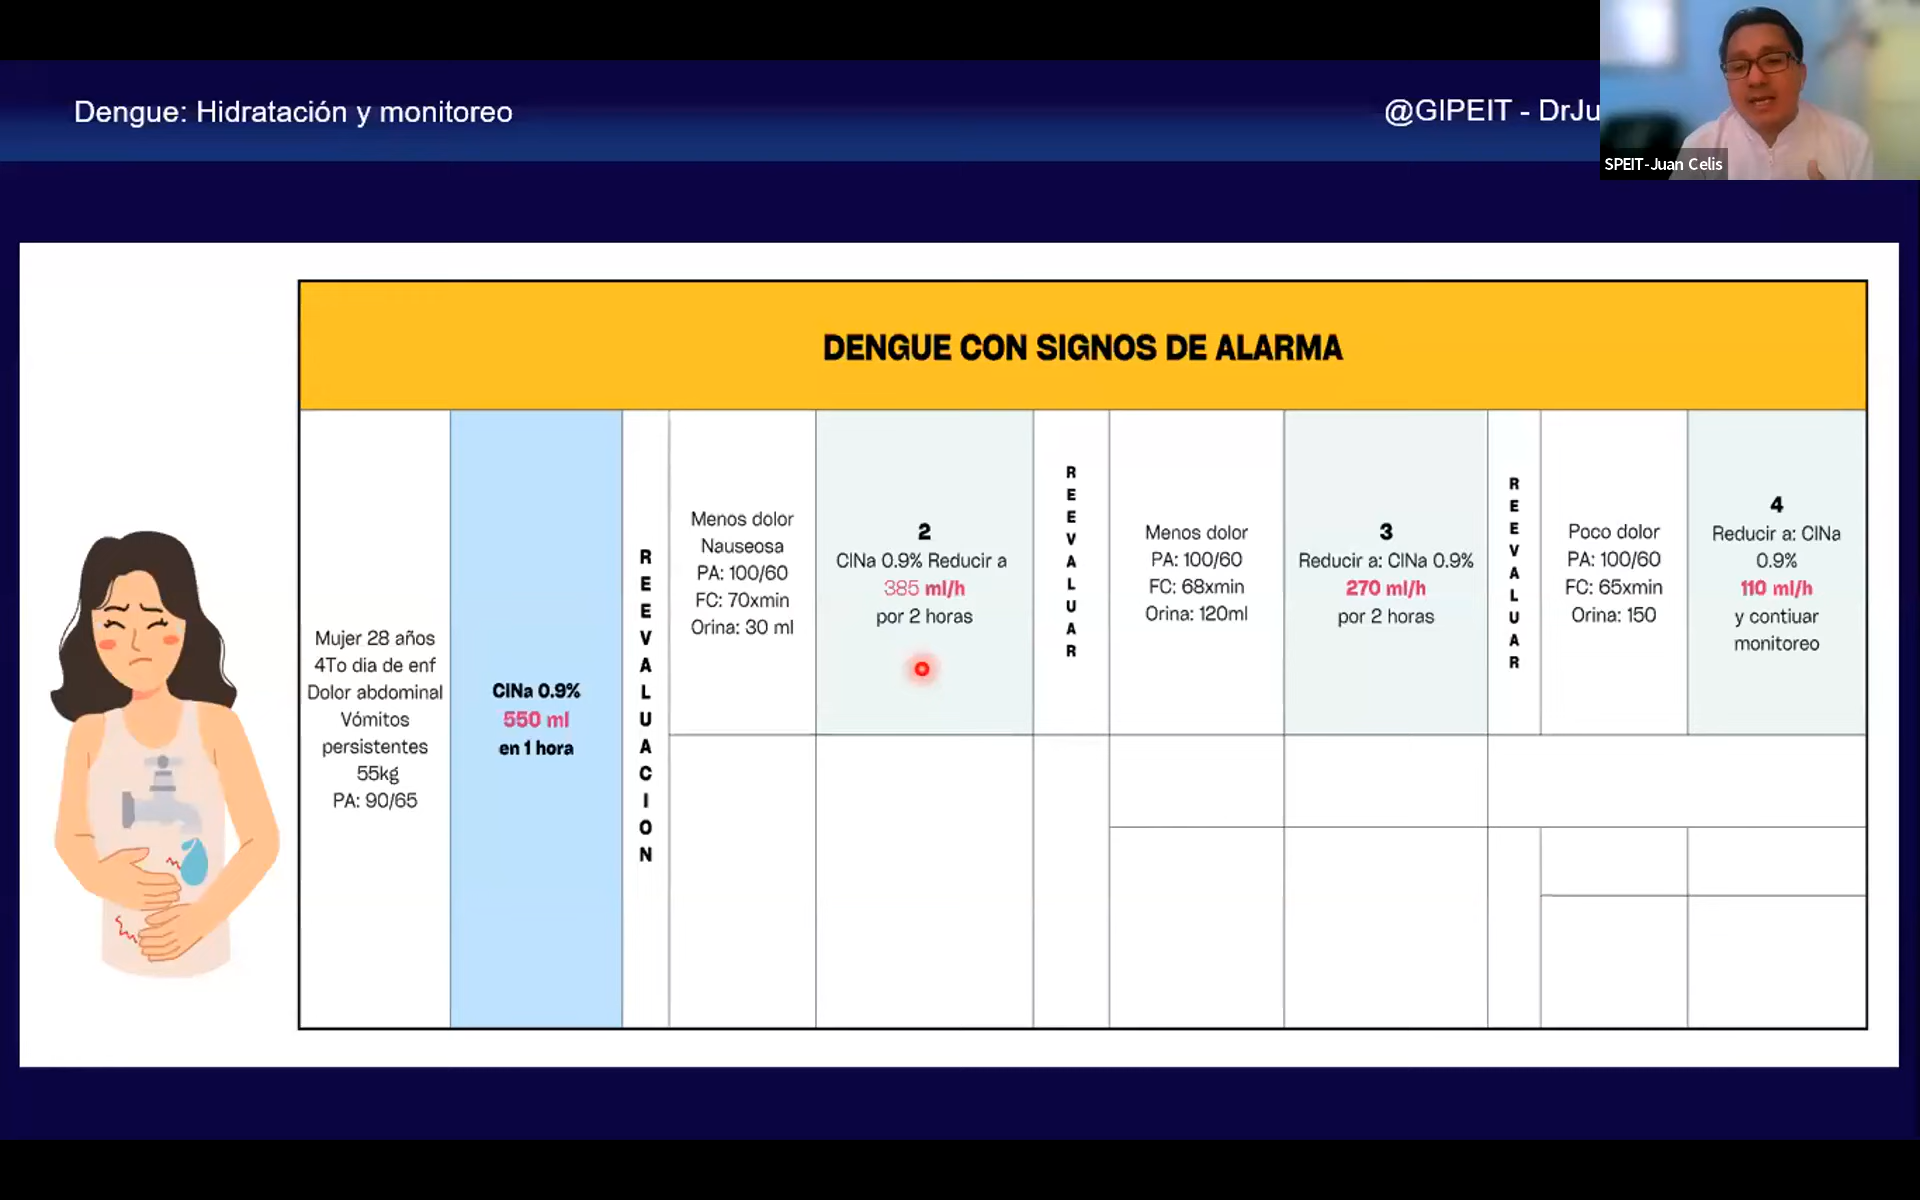 Dengue: Hidratación y monitoreo
@GIPEIT - DrJu
SPEIT-Juan Celis
DENGUE CON SIGNOS DE ALARMA
Mujer 28 años
4To dia de enf
Dolor abdominal
Vómitos
persistentes
55kg
PA: 90/65
ClNa 0.9%
550 ml
en 1 hora
REEVALUACION
Menos dolor
Nauseosa
PA: 100/60
FC: 70xmin
Orina: 30 ml
2
ClNa 0.9% Reducir a
385 ml/h
por 2 horas
REEVALUAR
Menos dolor
PA: 100/60
FC: 68xmin
Orina: 120ml
3
Reducir a: ClNa 0.9%
270 ml/h
por 2 horas
REEVALUAR
Poco dolor
PA: 100/60
FC: 65xmin
Orina: 150
4
Reducir a: ClNa
0.9%
110 ml/h
y contiuar
monitoreo